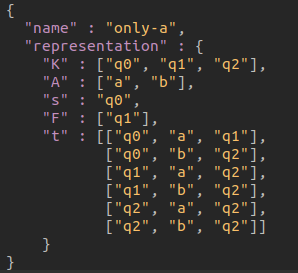 {
  "name" : "only-a",
  "representation" : {
    "K" : ["q0", "q1", "q2"],
    "A" : ["a", "b"],
    "s" : "q0",
    "F" : ["q1"],
    "t" : [["q0", "a", "q1"],
           ["q0", "b", "q2"],
           ["q1", "a", "q2"],
           ["q1", "b", "q2"],
           ["q2", "a", "q2"],
           ["q2", "b", "q2"]]
    }
}